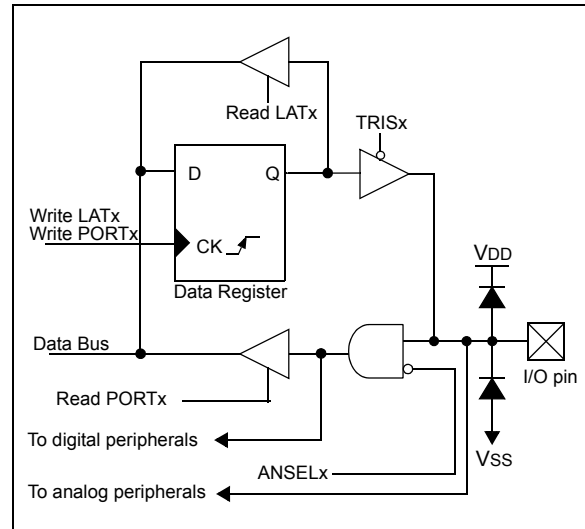 Read LATx
TRISx
D
Q
Write LATx
Write PORTx
CK
Data Register
VDD
Data Bus
I/O pin
Read PORTx
To digital peripherals
VSS
ANSELx
To analog peripherals